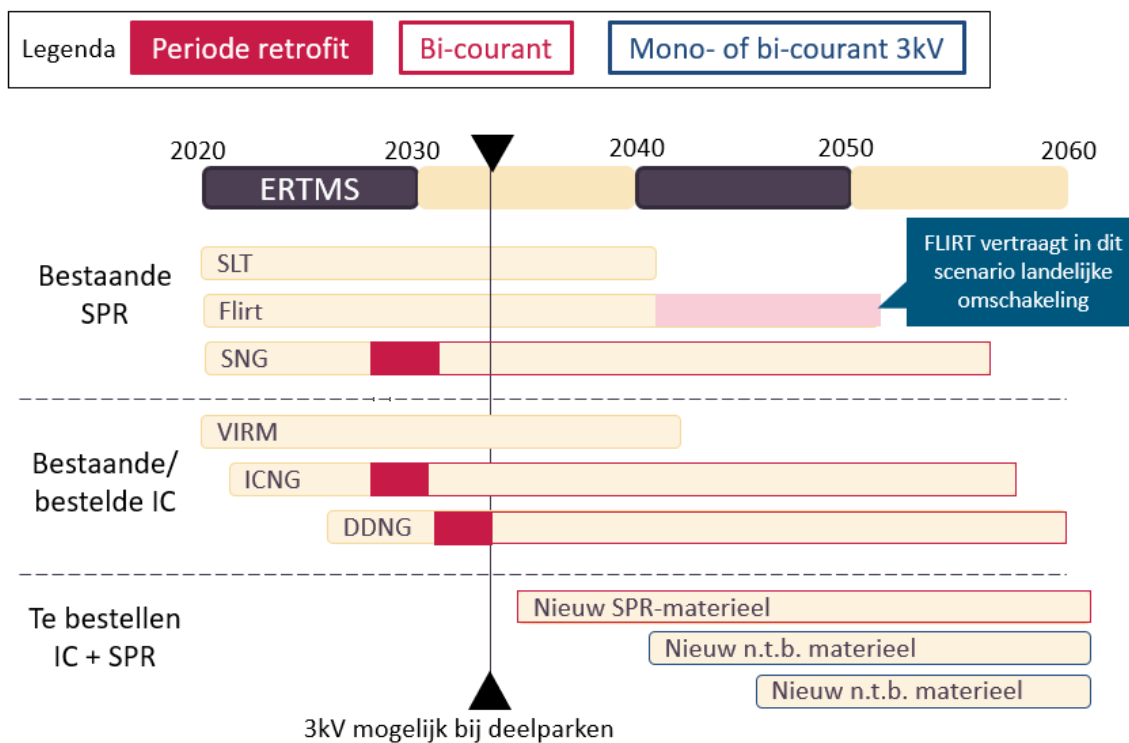 Legenda
Periode retrofit
Bi-courant
Mono- of bi-courant 3kV
2020
2030
2040
2050
2060
ERTMS
FLIRT vertraagt in dit
scenario landelijke
omschakeling
Bestaande
SPR
SLT
Flirt
SNG
Bestaande/
bestelde IC
VIRM
ICNG
DDNG
Te bestellen
IC + SPR
Nieuw SPR-materieel
Nieuw n.t.b. materieel
Nieuw n.t.b. materieel
3kV mogelijk bij deelparken